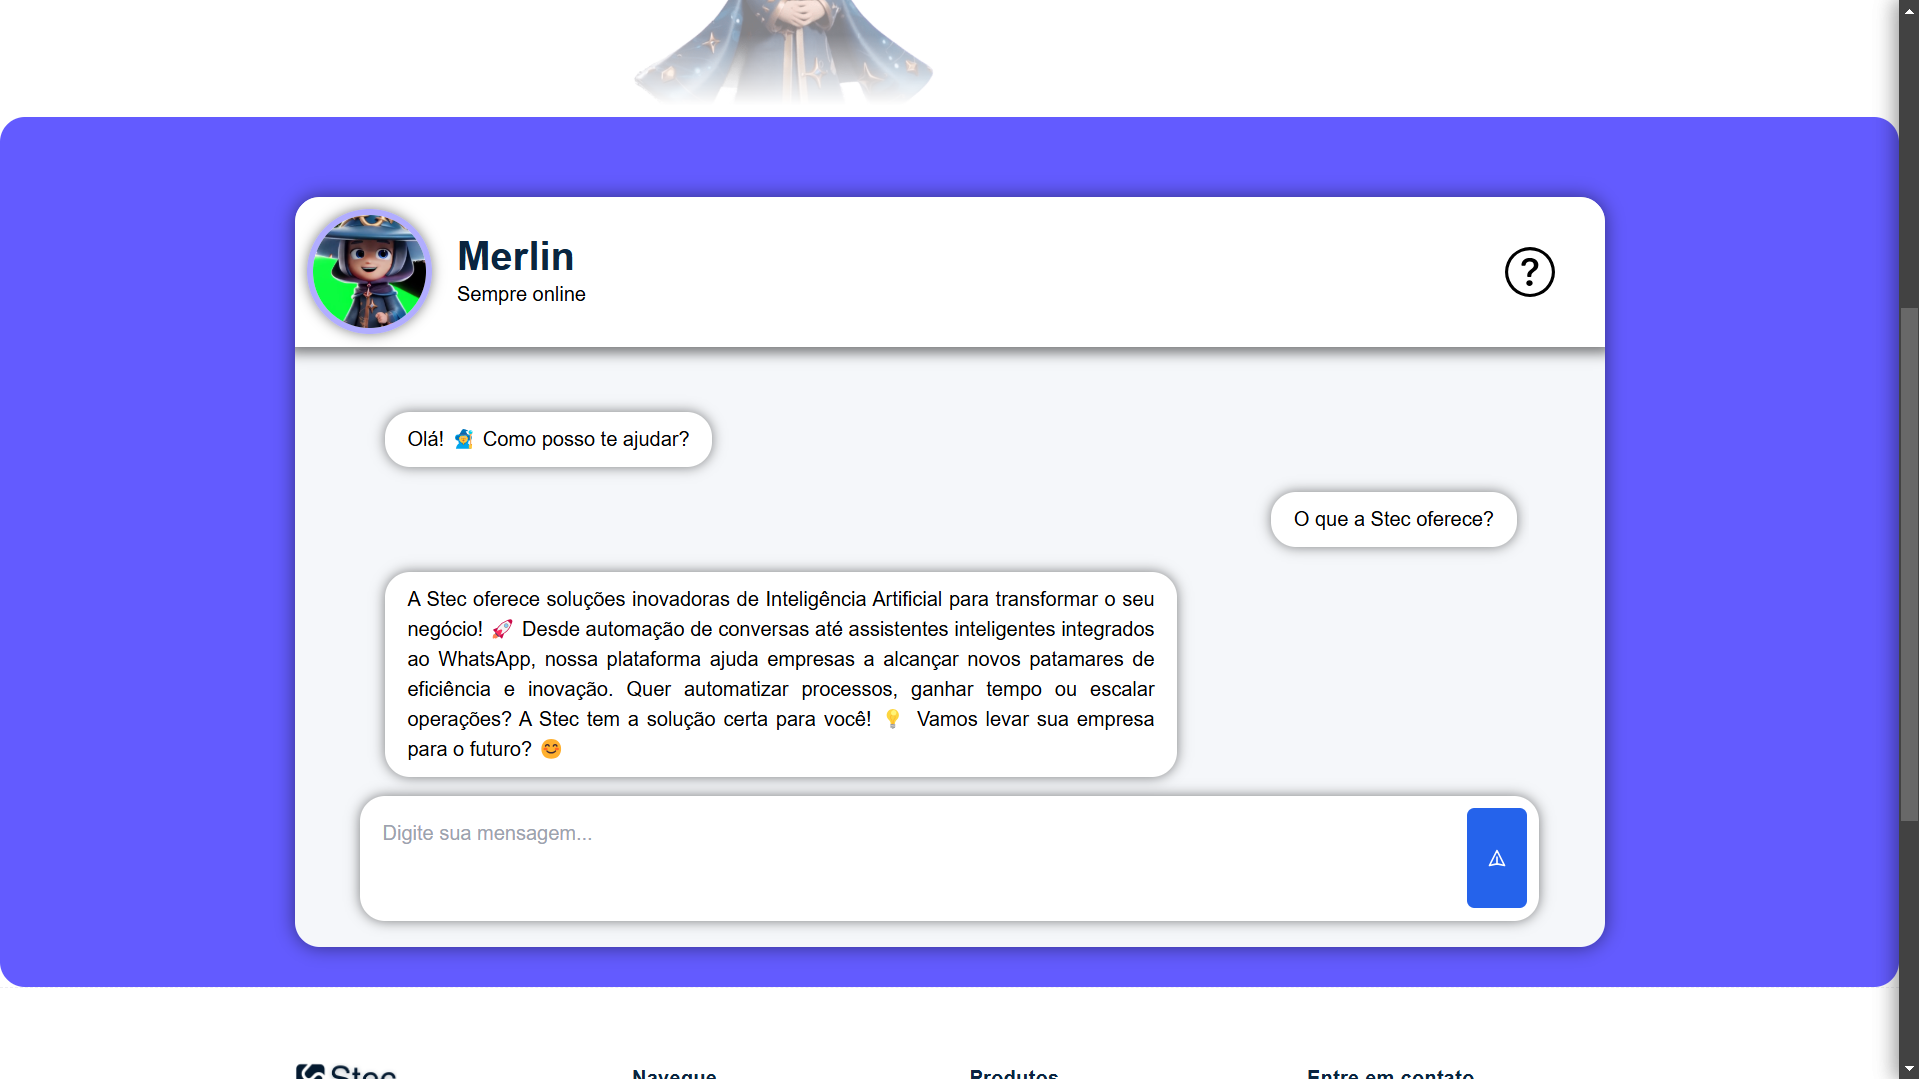 Merlin
Sempre online
Olá! 🧙 Como posso te ajudar?
O que a Stec oferece?
A Stec oferece soluções inovadoras de Inteligência Artificial para transformar o seu
negócio! 🚀 Desde automação de conversas até assistentes inteligentes integrados
ao WhatsApp, nossa plataforma ajuda empresas a alcançar novos patamares de
eficiência e inovação. Quer automatizar processos, ganhar tempo ou escalar
operações? A Stec tem a solução certa para você! 💡 Vamos levar sua empresa
para o futuro? 😊
Digite sua mensagem...
Stec
Navegue
Produtos
Entre em contato